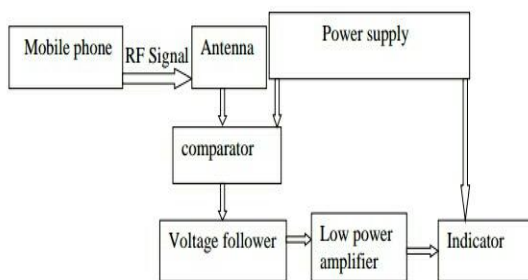 Mobile phone
RF Signal
Antenna
Power supply
comparator
Voltage follower
Low power
amplifier
Indicator